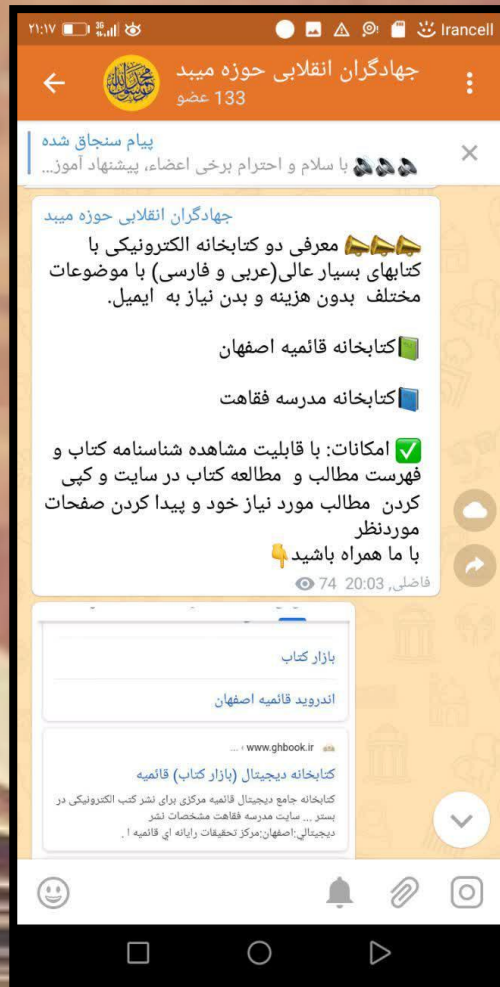 ۲۱:۱۷
Irancell
جهادگران انقلابی حوزه میبد
133 عضو
پیام سنجاق شده
با سلام و احترام برخی اعضاء، پیشنهاد آموز...
جهادگران انقلابی حوزه میبد
معرفی دو کتابخانه الکترونیکی با
کتابهای بسیار عالی(عربی و فارسی) با موضوعات
مختلف بدون هزینه و بدن نیاز به ایمیل.
کتابخانه قائمیه اصفهان
کتابخانه مدرسه فقاهت
امکانات: با قابلیت مشاهده شناسنامه کتاب و
فهرست مطالب و مطالعه کتاب در سایت و کپی
کردن مطالب مورد نیاز خود و پیدا کردن صفحات
موردنظر
با ما همراه باشید
فاضلی, 20:03 74
بازار کتاب
اندروید قائمیه اصفهان
www.ghbook.ir › ...
کتابخانه دیجیتال (بازار کتاب) قائمیه
کتابخانه جامع دیجیتال قائمیه مرکزی برای نشر کتب الکترونیکی در
بستر ... سایت مدرسه فقاهت مشخصات نشر
دیجیتالي:اصفهان:مرکز تحقیقات رایانه اي قائمیه ا .